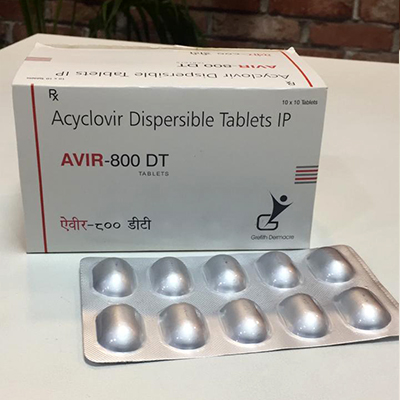 Acyclovir Dispersible Tablets IP
AVIR-800 DT
Rx
10 x 10 Tablets
Acyclovir Dispersible Tablets IP
AVIR-800 DT
TABLETS
ऐवीर-८०० डीटी